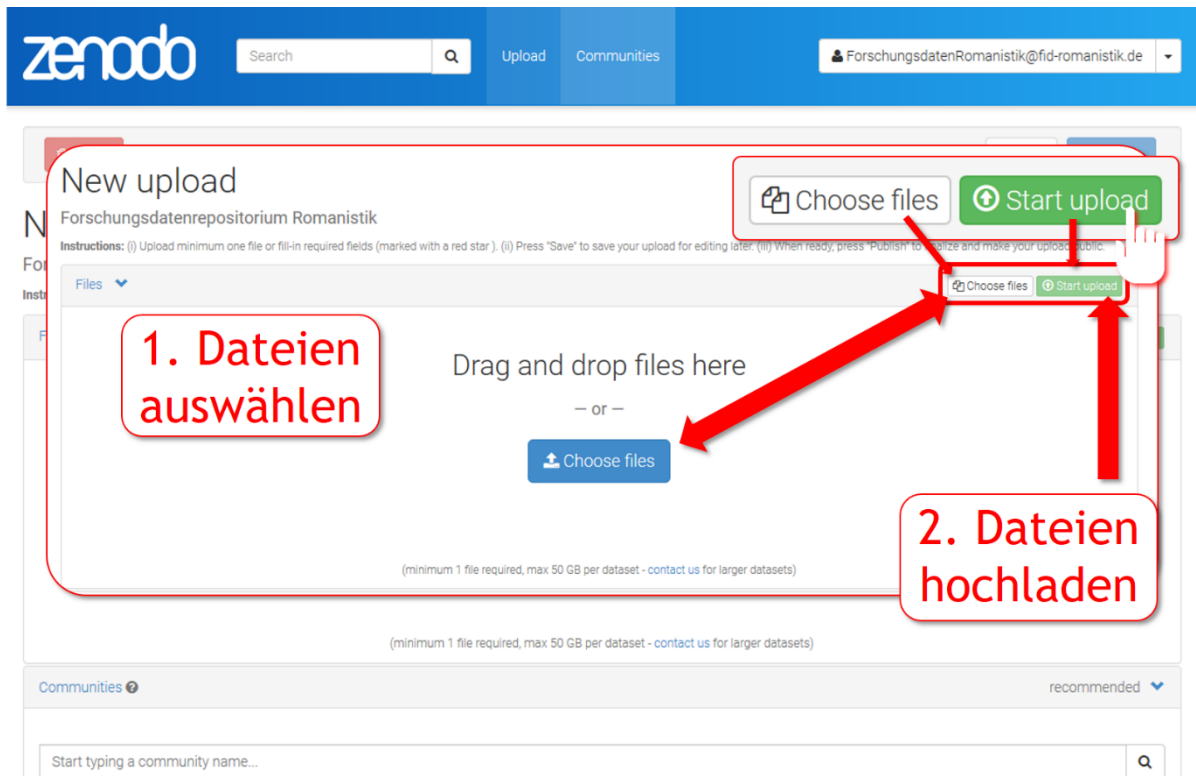 zenodo
Search
Upload
Communities
ForschungsdatenRomanistik@fid-romanistik.de
New upload
Choose files
Start upload
N
Forschungsdatenrepositorium Romanistik
Instructions: (i) Upload minimum one file or fill-in required fields (marked with a red star ). (ii) Press "Save" to save your upload for editing later. (iii) When ready, press "Publish" to finalize and make your upload public.
For
Instr
Files
Choose files
Start upload
F
1. Dateien
auswählen
Drag and drop files here
— or —
Choose files
2. Dateien
hochladen
(minimum 1 file required, max 50 GB per dataset - contact us for larger datasets)
(minimum 1 file required, max 50 GB per dataset - contact us for larger datasets)
Communities
recommended
Start typing a community name...